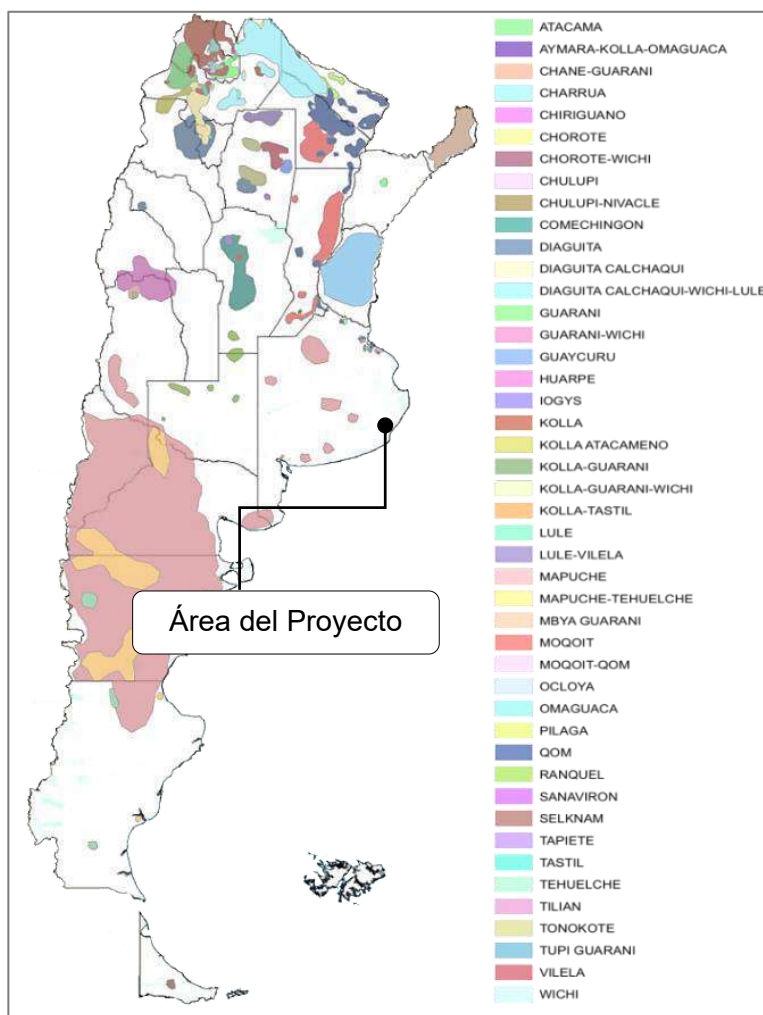 ATACAMA
AYMARA-KOLLA-OMAGUACA
CHANE-GUARANI
CHARRUA
CHIRIGUANO
CHOROTE
CHOROTE-WICHI
CHULUPI
CHULUPI-NIVACLE
COMECHINGON
DIAGUITA
DIAGUITA CALCHAQUI
DIAGUITA CALCHAQUI-WICHI-LULE
GUARANI
GUARANI-WICHI
GUAYCURU
HUARPE
IOGYS
KOLLA
KOLLA ATACAMENO
KOLLA-GUARANI
KOLLA-GUARANI-WICHI
KOLLA-TASTIL
LULE
LULE-VILELA
MAPUCHE
MAPUCHE-TEHUELCHE
MBYA GUARANI
MOQOIT
MOQOIT-QOM
OCLOYA
OMAGUACA
PILAGA
QOM
RANQUEL
SANAVIRON
SELKNAM
TAPIETE
TASTIL
TEHUELCHE
TILIAN
TONOKOTE
TUPI GUARANI
VILELA
WICHI
Área del Proyecto